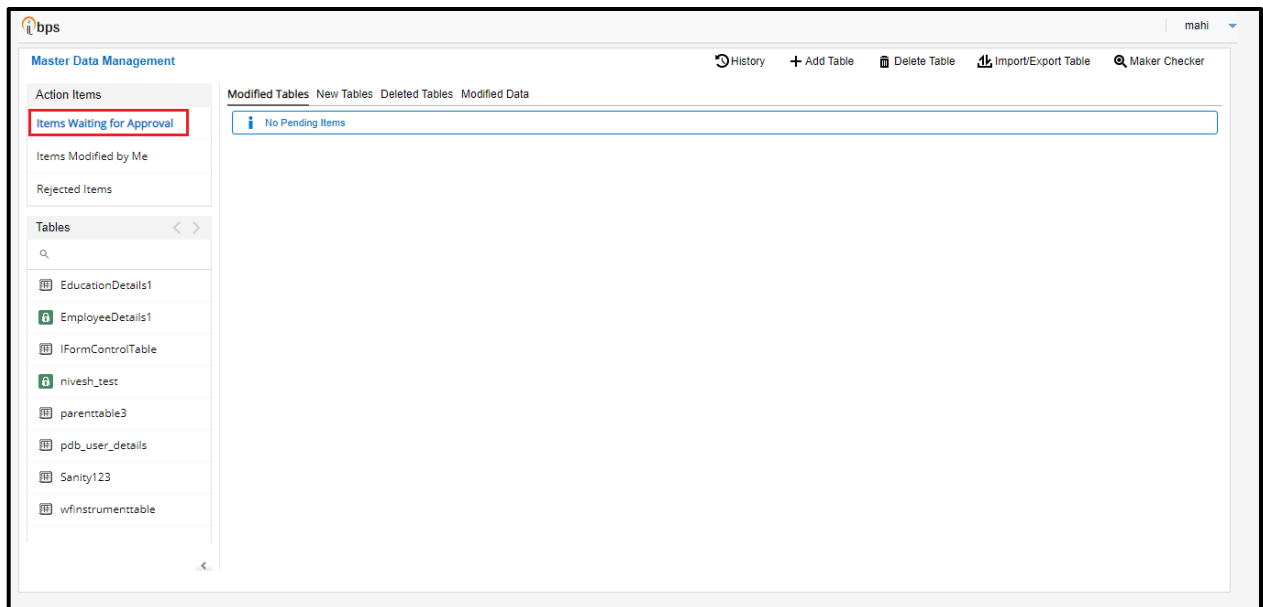 ibps
mahi
Master Data Management
History
Add Table
Delete Table
Import/Export Table
Maker Checker
Action Items
Items Waiting for Approval
Items Modified by Me
Rejected Items
Modified Tables New Tables Deleted Tables Modified Data
No Pending Items
Tables
EducationDetails1
EmployeeDetails1
IFormControlTable
nivesh_test
parenttable3
pdb_user_details
Sanity123
wfinstrumenttable